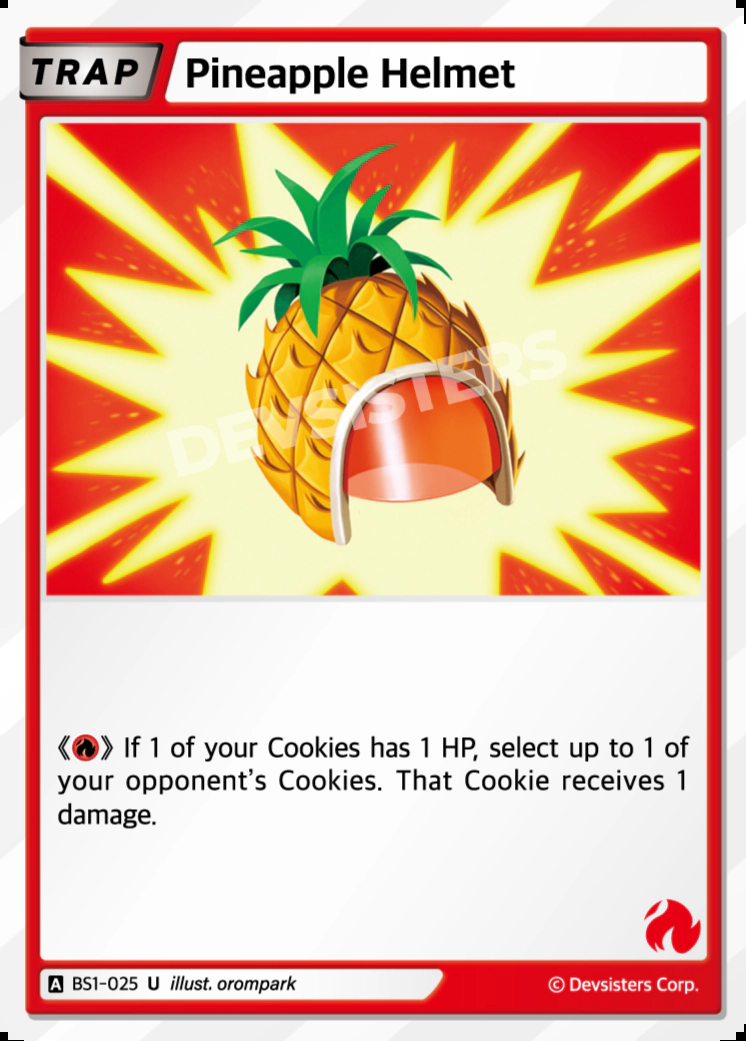 TRAP Pineapple Helmet
DEVSISTERS
《》 If 1 of your Cookies has 1 HP, select up to 1 of
your opponent's Cookies. That Cookie receives 1
damage.
A BS1-025 U illust. orompark
© Devsisters Corp.